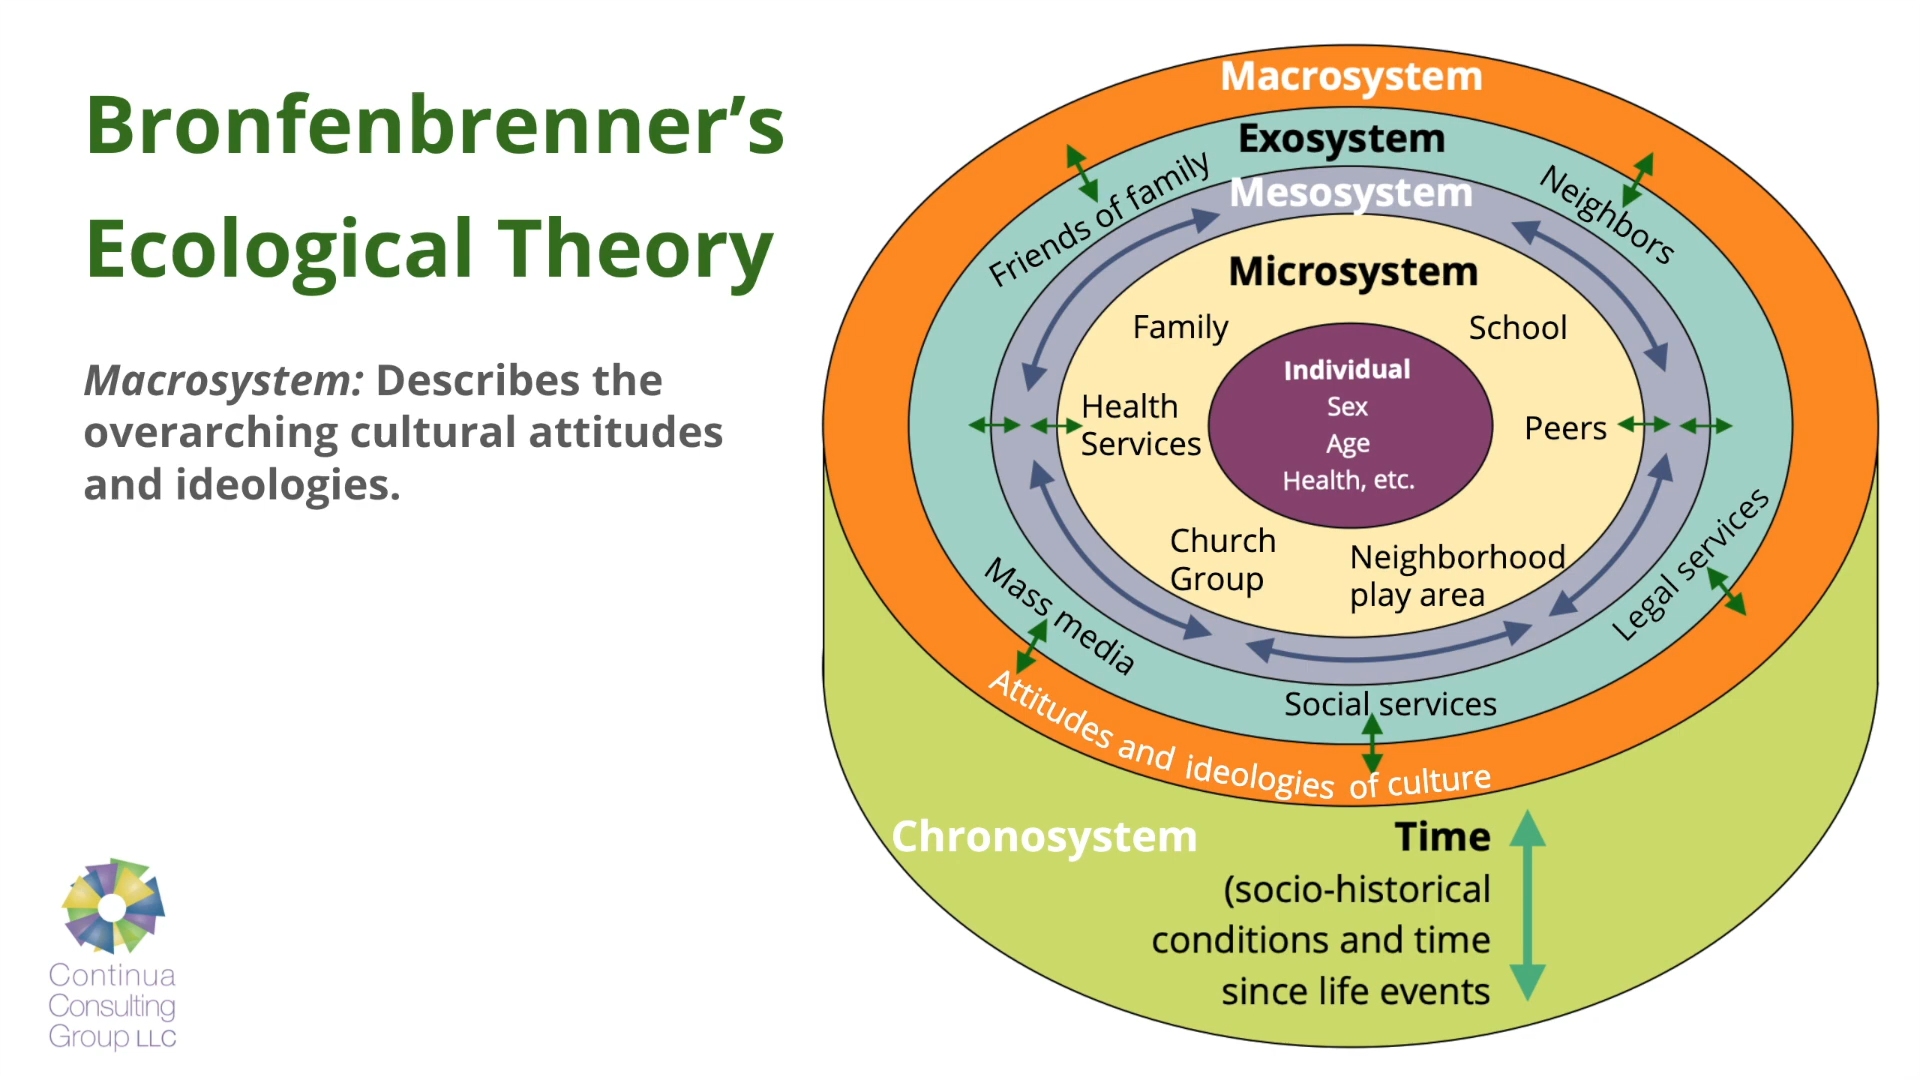 Bronfenbrenner’s
Ecological Theory
Macrosystem: Describes the
overarching cultural attitudes
and ideologies.
Continua
Consulting
Group LLC
Macrosystem
Exosystem
Mesosystem
Microsystem
Friends of family
Neighbors
Family
School
Individual
Sex
Age
Health, etc.
Health
Services
Peers
Church
Group
Neighborhood
play area
Mass media
Legal services
Social services
Attitudes and ideologies of culture
Chronosystem
Time
(socio-historical
conditions and time
since life events